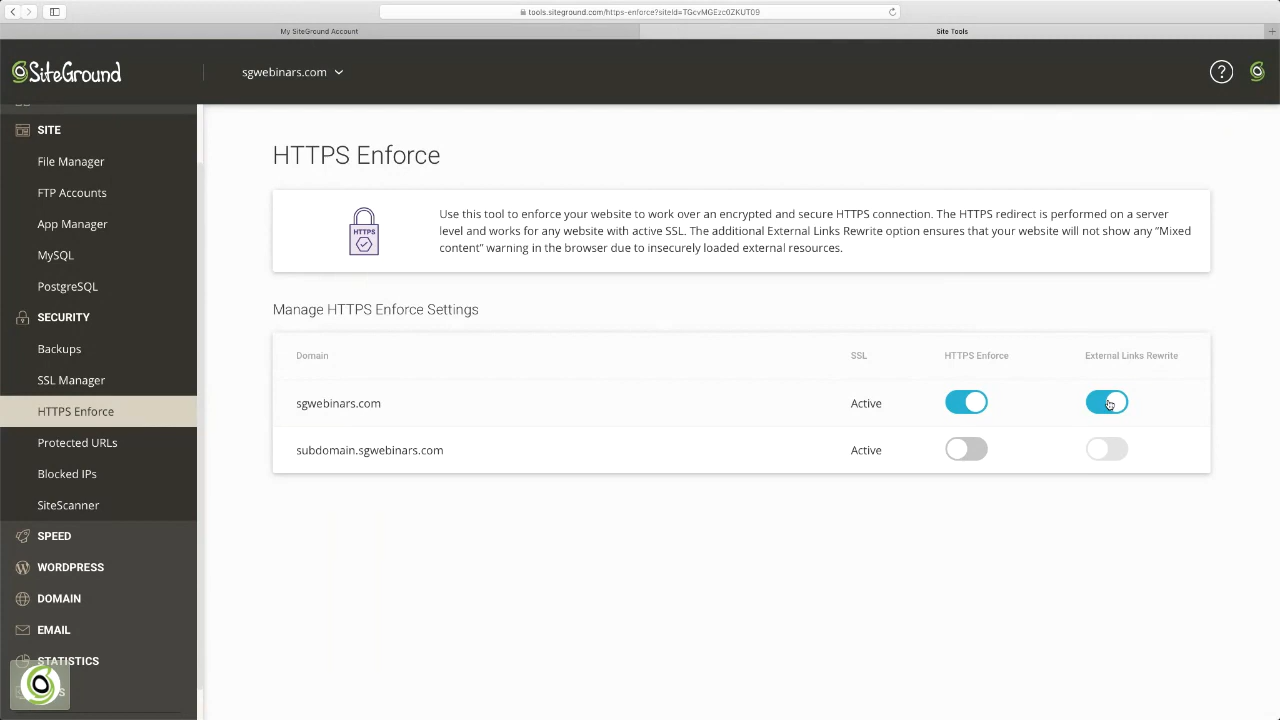 tools.siteground.com/https-enforce?siteId=TGcvMGEzc0ZKUT09
My SiteGround Account
Site Tools
SiteGround
sgwebinars.com
?
SITE
File Manager
FTP Accounts
App Manager
MySQL
PostgreSQL
SECURITY
Backups
SSL Manager
HTTPS Enforce
Protected URLs
Blocked IPs
SiteScanner
SPEED
WORDPRESS
DOMAIN
EMAIL
STATISTICS
HTTPS Enforce
HTTPS
Use this tool to enforce your website to work over an encrypted and secure HTTPS connection. The HTTPS redirect is performed on a server
level and works for any website with active SSL. The additional External Links Rewrite option ensures that your website will not show any “Mixed
content” warning in the browser due to insecurely loaded external resources.
Manage HTTPS Enforce Settings
Domain SSL HTTPS Enforce External Links Rewrite
sgwebinars.com Active
subdomain.sgwebinars.com Active